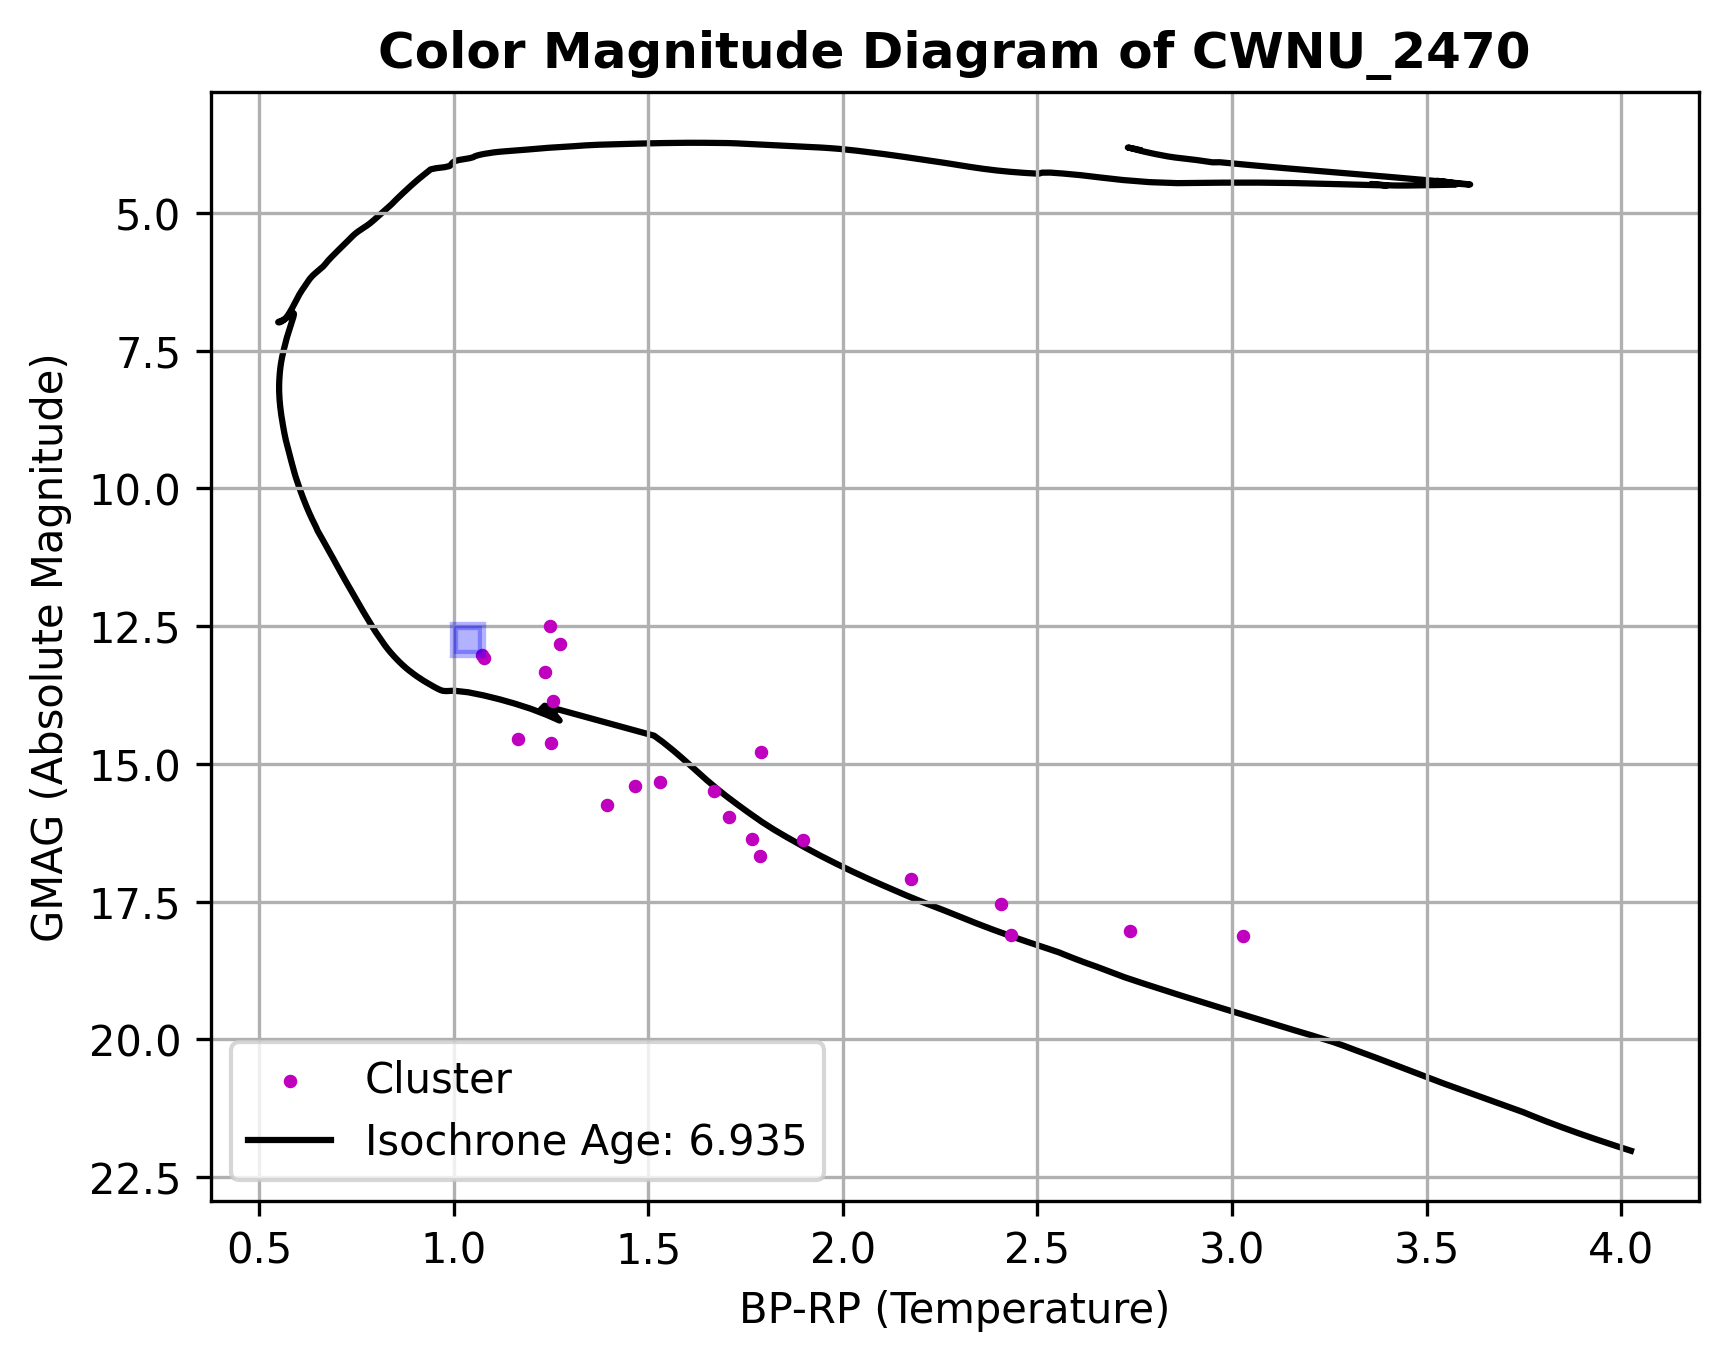 Color Magnitude Diagram of CWNU_2470
GMAG (Absolute Magnitude)
5.0
7.5
10.0
12.5
15.0
17.5
20.0
22.5
Cluster
Isochrone Age: 6.935
0.5 1.0 1.5 2.0 2.5 3.0 3.5 4.0
BP-RP (Temperature)